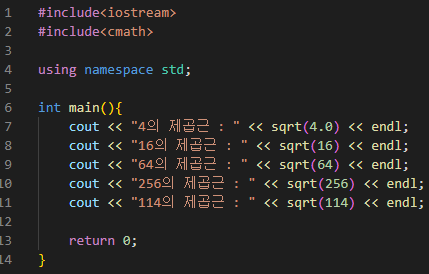 1 #include<iostream>
2 #include<cmath>
3
4 using namespace std;
5
6 int main(){
7 cout << "4의 제곱근 : " << sqrt(4.0) << endl;
8 cout << "16의 제곱근 : " << sqrt(16) << endl;
9 cout << "64의 제곱근 : " << sqrt(64) << endl;
10 cout << "256의 제곱근 : " << sqrt(256) << endl;
11 cout << "114의 제곱근 : " << sqrt(114) << endl;
12
13 return 0;
14 }